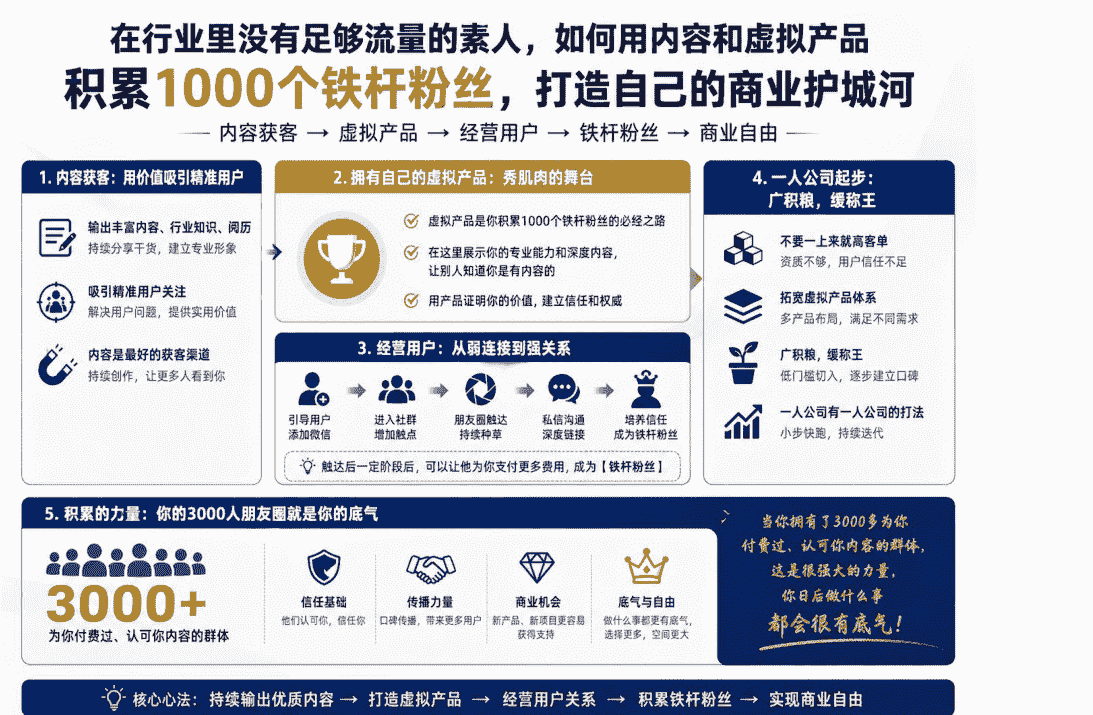 在行业里没有足够流量的素人，如何用内容和虚拟产品
积累1000个铁杆粉丝，打造自己的商业护城河
内容获客 → 虚拟产品 → 经营用户 → 铁杆粉丝 → 商业自由
1. 内容获客：用价值吸引精准用户
输出丰富内容、行业知识、阅历
持续分享干货，建立专业形象
吸引精准用户关注
解决用户问题，提供实用价值
内容是最好的获客渠道
持续创作，让更多人看到你
2. 拥有自己的虚拟产品：秀肌肉的舞台
虚拟产品是你积累1000个铁杆粉丝的必经之路
在这里展示你的专业能力和深度内容，
让别人知道你是有内容的
用产品证明你的价值，建立信任和权威
3. 经营用户：从弱连接到强关系
引导用户
添加微信
进入社群
增加触点
朋友圈触达
持续种草
私信沟通
深度链接
培养信任
成为铁杆粉丝
触达后一定阶段后，可以让他为你支付更多费用，成为【铁杆粉丝】
4. 一人公司起步：
广积粮，缓称王
不要一上来就高客单
资质不够，用户信任不足
拓宽虚拟产品体系
多产品布局，满足不同需求
广积粮，缓称王
低门槛切入，逐步建立口碑
一人公司有一人公司的打法
小步快跑，持续迭代
5. 积累的力量：你的3000人朋友圈就是你的底气
3000+
为你付费过、认可你内容的群体
信任基础
他们认可你，信任你
传播力量
口碑传播，带来更多用户
商业机会
新产品、新项目更容易
获得支持
底气与自由
做什么事都更有底气，
选择更多，空间更大
当你拥有了3000多为你
付费过、认可你内容的群体，
这是很强大的力量，
你日后做什么事
都会很有底气！
核心心法：持续输出优质内容 → 打造虚拟产品 → 经营用户关系 → 积累铁杆粉丝 → 实现商业自由